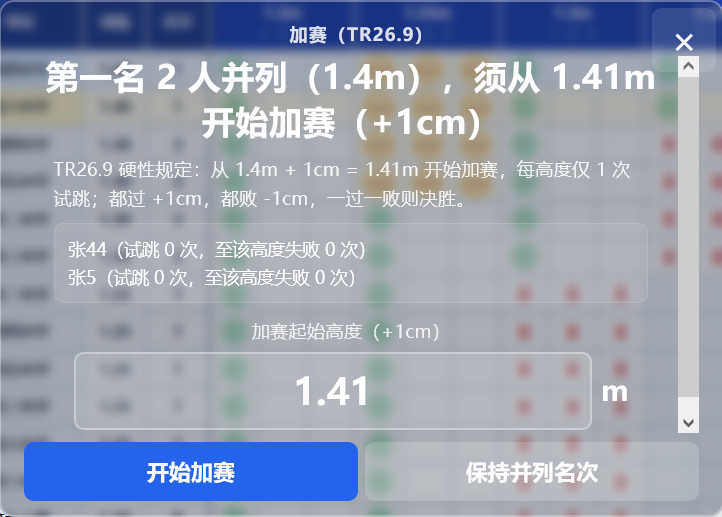 加赛（TR26.9）
第一名 2 人并列（1.4m），须从 1.41m
开始加赛（+1cm）
TR26.9 硬性规定：从 1.4m + 1cm = 1.41m 开始加赛，每高度仅 1 次
试跳；都过 +1cm，都败 -1cm，一过一败则决胜。
张44（试跳 0 次，至该高度失败 0 次）
张5（试跳 0 次，至该高度失败 0 次）
加赛起始高度（+1cm）
1.41 m
开始加赛 保持并列名次